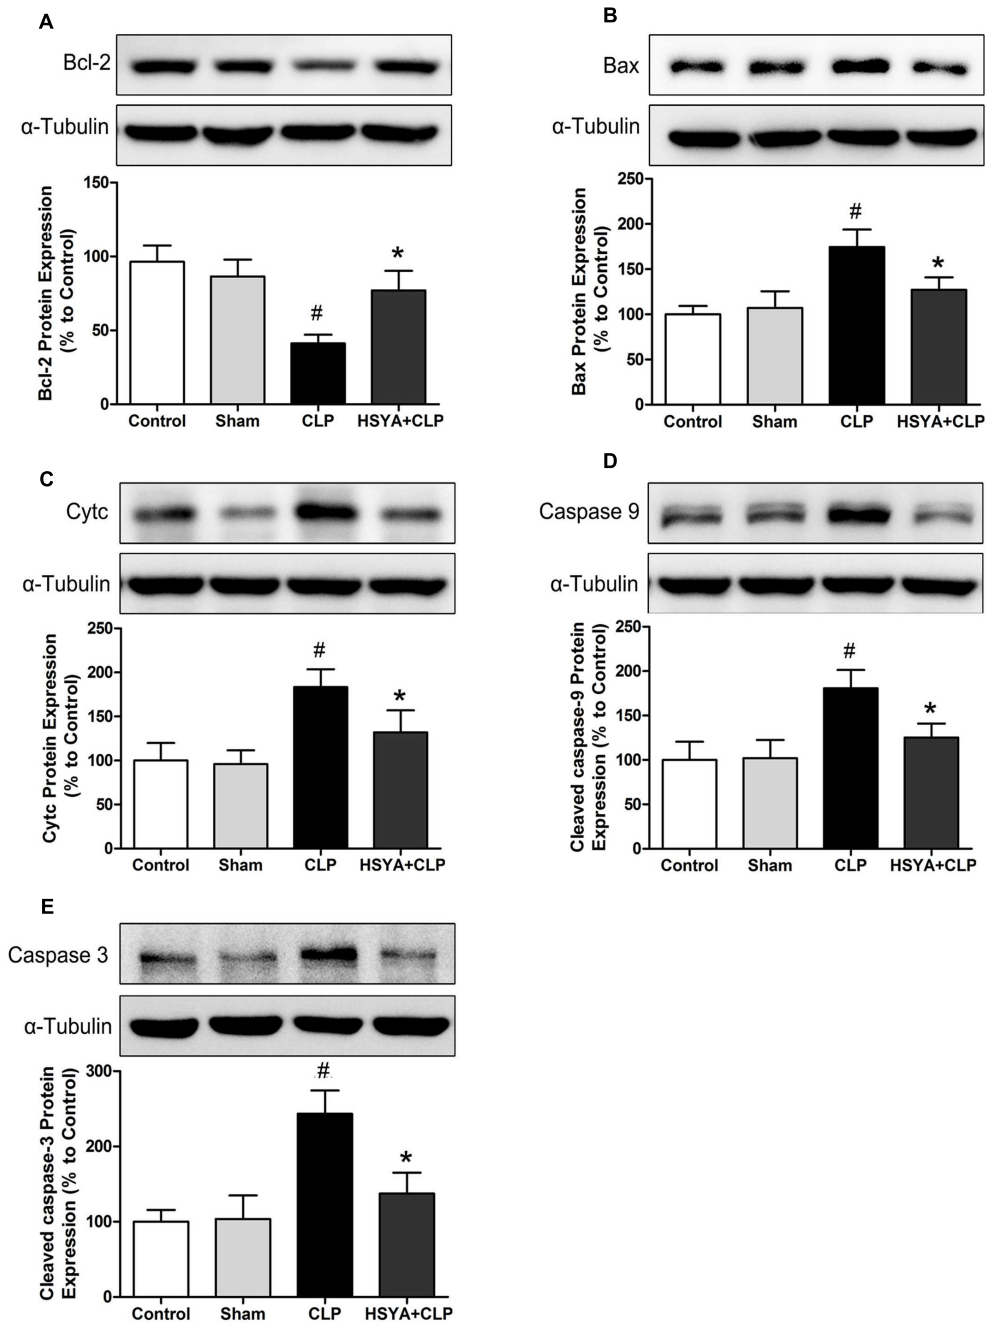 A
Bcl-2
α-Tubulin
Bcl-2 Protein Expression
(% to Control)
150
100
50
0
#
*
Control Sham CLP HSYA+CLP
B
Bax
α-Tubulin
Bax Protein Expression
(% to Control)
250
200
150
100
50
0
#
*
Control Sham CLP HSYA+CLP
C
Cytc
α-Tubulin
Cytc Protein Expression
(% to Control)
250
200
150
100
50
0
#
*
Control Sham CLP HSYA+CLP
D
Caspase 9
α-Tubulin
Cleaved caspase-9 Protein
Expression (% to Control)
250
200
150
100
50
0
#
*
Control Sham CLP HSYA+CLP
E
Caspase 3
α-Tubulin
Cleaved caspase-3 Protein
Expression (% to Control)
300
200
100
0
#
*
Control Sham CLP HSYA+CLP